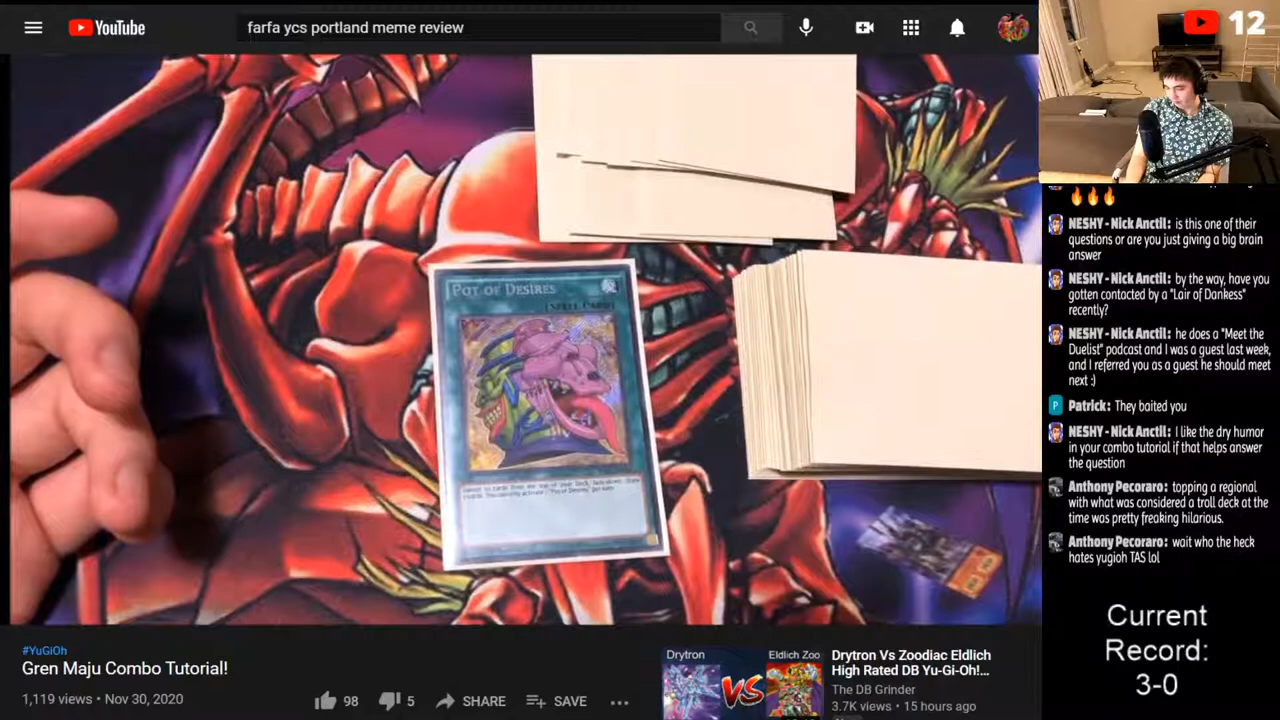 YouTube
farfa ycs portland meme review
12
POT OF DESIRES
[SPELL CARD]
🔥🔥🔥
NESHY - Nick Anctil: is this one of their
questions or are you just giving a big brain
answer
NESHY - Nick Anctil: by the way, have you
gotten contacted by a "Lair of Dankess"
recently?
NESHY - Nick Anctil: he does a "Meet the
Duelist" podcast and I was a guest last week,
and I referred you as a guest he should meet
next :)
P
Patrick: They baited you
NESHY - Nick Anctil: I like the dry humor
in your combo tutorial if that helps answer
the question
Anthony Pecoraro: topping a regional
with what was considered a troll deck at the
time was pretty freaking hilarious.
Anthony Pecoraro: wait who the heck
hates yugioh TAS lol
Current
Record:
3-0
#YuGiOh
Gren Maju Combo Tutorial!
1,119 views • Nov 30, 2020
98
5
SHARE
SAVE
Drytron
Eldlich Zoo
VS
Drytron Vs Zoodiac Eldlich
High Rated DB Yu-Gi-Oh!...
The DB Grinder
3.7K views • 15 hours ago